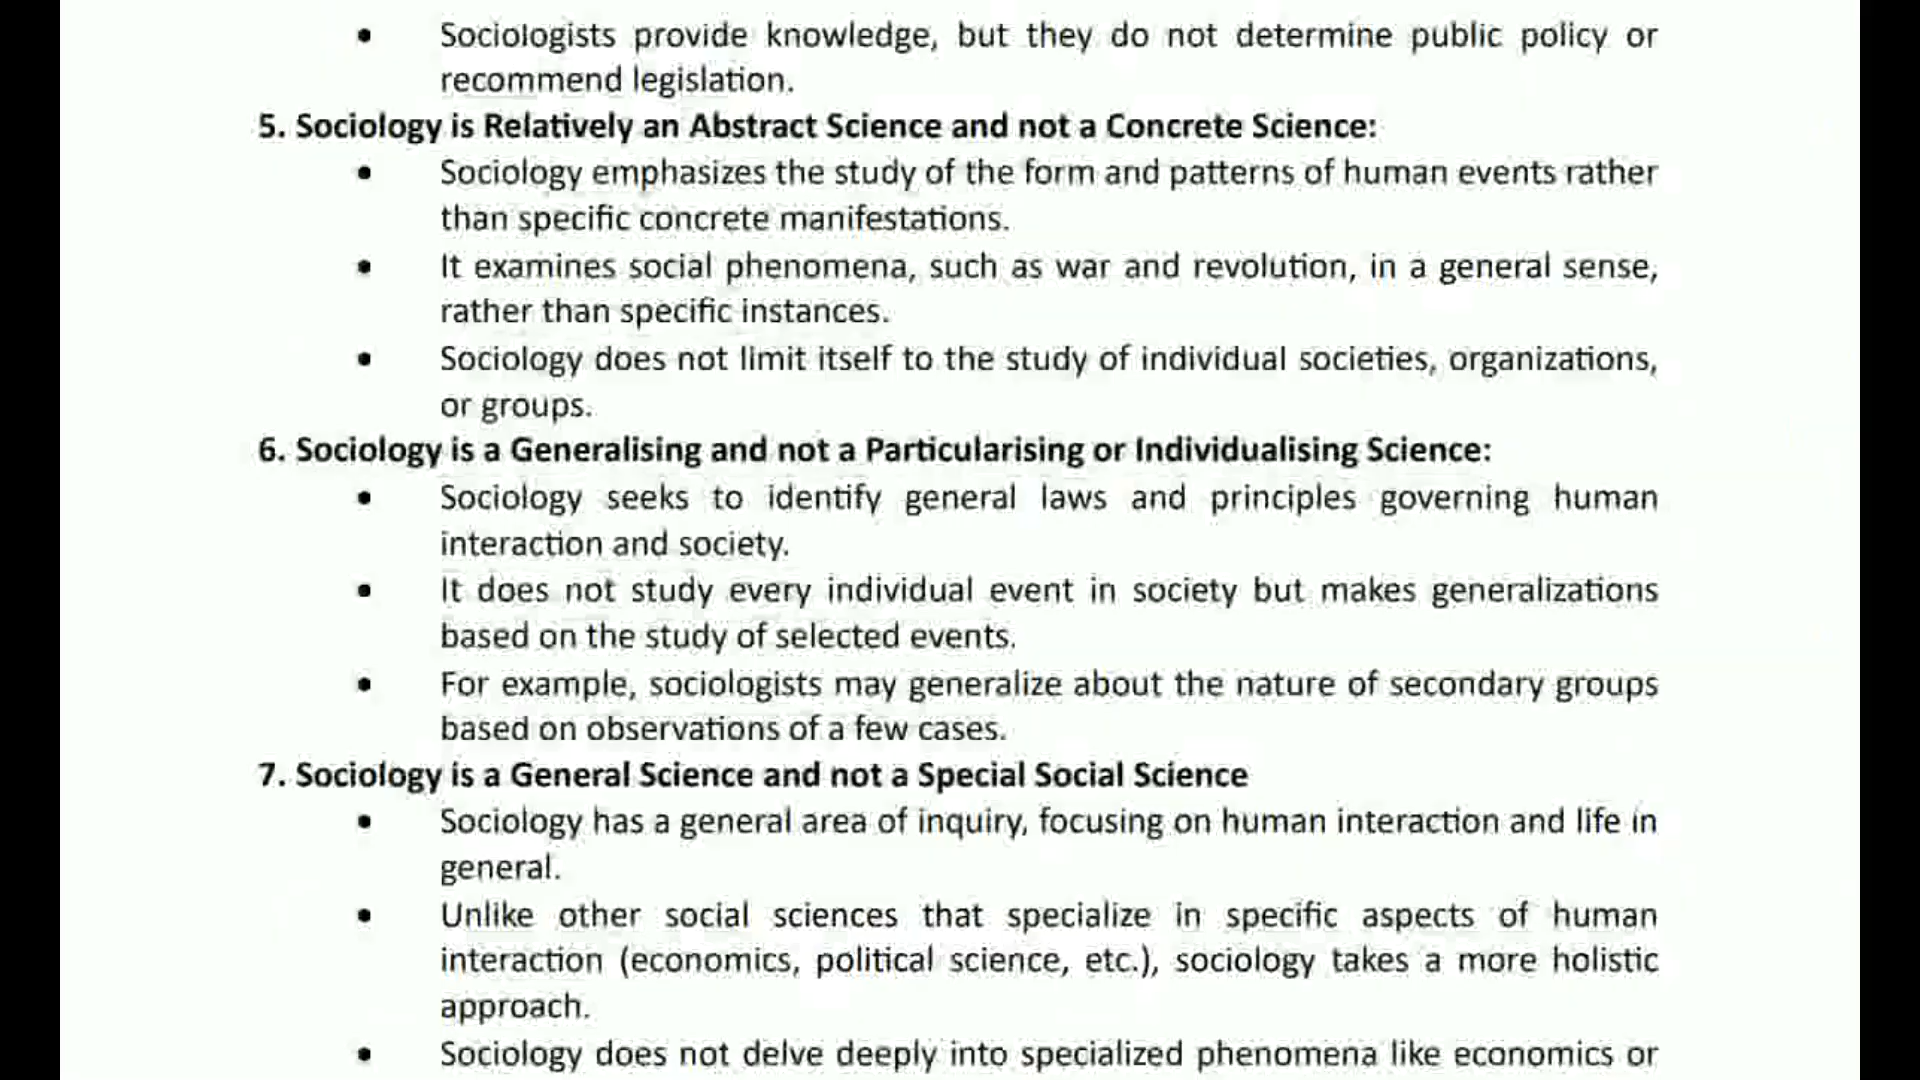 • Sociologists provide knowledge, but they do not determine public policy or
recommend legislation.
5. Sociology is Relatively an Abstract Science and not a Concrete Science:
• Sociology emphasizes the study of the form and patterns of human events rather
than specific concrete manifestations.
• It examines social phenomena, such as war and revolution, in a general sense,
rather than specific instances.
• Sociology does not limit itself to the study of individual societies, organizations,
or groups.
6. Sociology is a Generalising and not a Particularising or Individualising Science:
• Sociology seeks to identify general laws and principles governing human
interaction and society.
• It does not study every individual event in society but makes generalizations
based on the study of selected events.
• For example, sociologists may generalize about the nature of secondary groups
based on observations of a few cases.
7. Sociology is a General Science and not a Special Social Science
• Sociology has a general area of inquiry, focusing on human interaction and life in
general.
• Unlike other social sciences that specialize in specific aspects of human
interaction (economics, political science, etc.), sociology takes a more holistic
approach.
• Sociology does not delve deeply into specialized phenomena like economics or